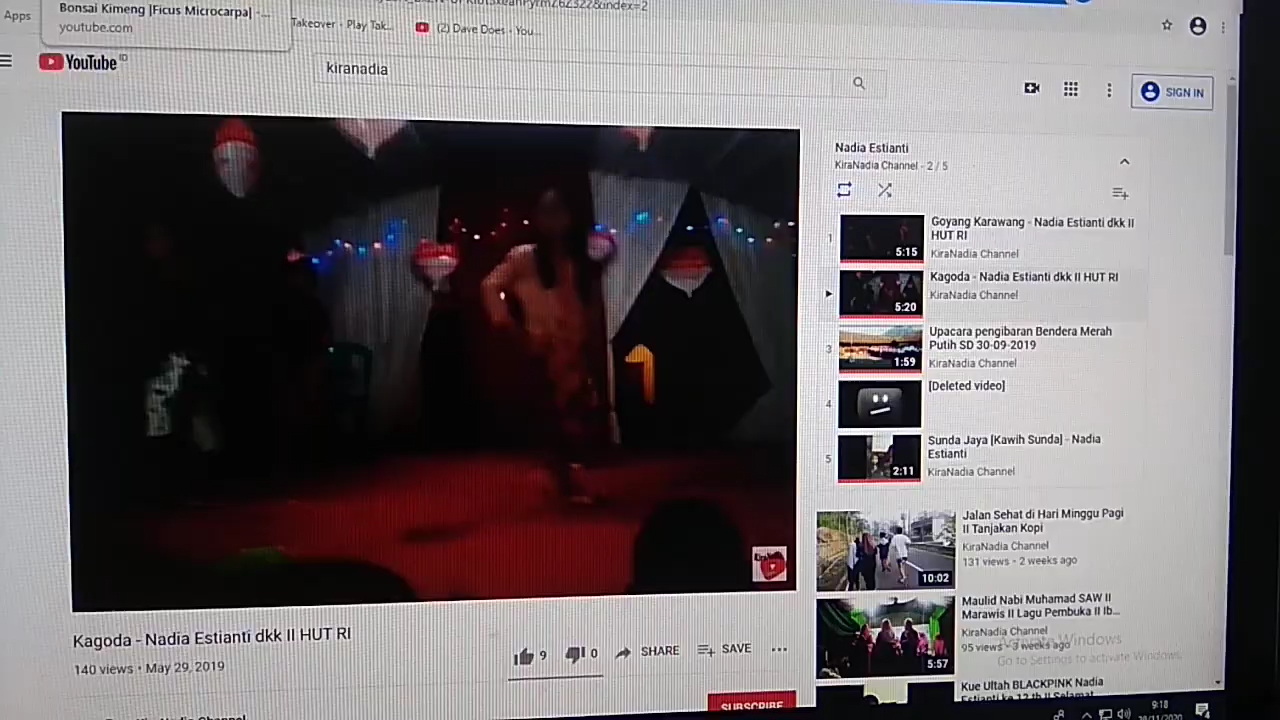 Apps
Bonsai Kimeng |Ficus Microcarpa| -...
youtube.com
Takeover - Play Tak...
(2) Dave Does - You...
YouTube ID
kiranadia
SIGN IN
Nadia Estianti
KiraNadia Channel - 2 / 5
1
5:15
Goyang Karawang - Nadia Estianti dkk II
HUT RI
KiraNadia Channel
5:20
Kagoda - Nadia Estianti dkk II HUT RI
KiraNadia Channel
3
1:59
Upacara pengibaran Bendera Merah
Putih SD 30-09-2019
KiraNadia Channel
4
[Deleted video]
5
2:11
Sunda Jaya [Kawih Sunda] - Nadia
Estianti
KiraNadia Channel
10:02
Jalan Sehat di Hari Minggu Pagi
II Tanjakan Kopi
KiraNadia Channel
131 views • 2 weeks ago
5:57
Maulid Nabi Muhamad SAW II
Marawis II Lagu Pembuka II Ib...
KiraNadia Channel
95 views • 3 weeks ago
Activate Windows
Go to Settings to activate Windows.
Kue Ultah BLACKPINK Nadia
Estianti ke 12 th II Selamat
Kagoda - Nadia Estianti dkk II HUT RI
140 views • May 29, 2019
9
0
SHARE
SAVE
SUBSCRIBE
9:18